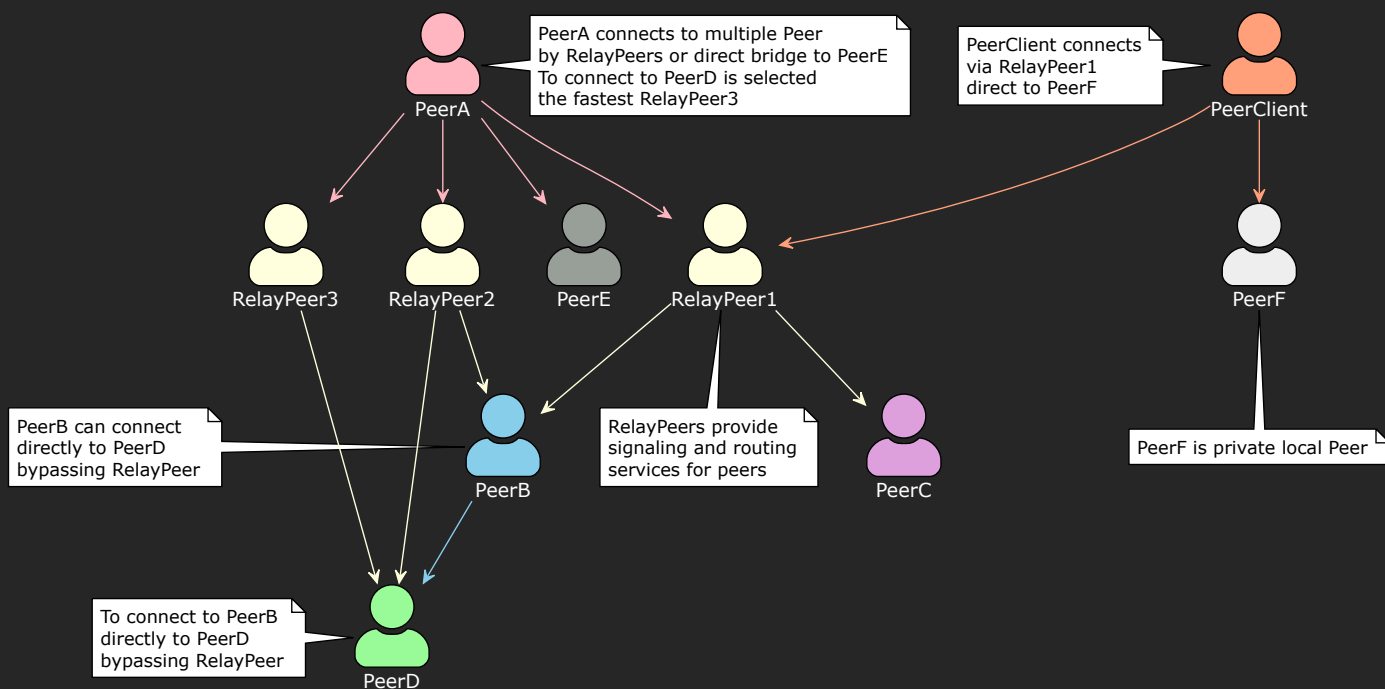 PeerA connects to multiple Peer
by RelayPeers or direct bridge to PeerE
To connect to PeerD is selected
the fastest RelayPeer3
PeerClient connects
via RelayPeer1
direct to PeerF
PeerA
PeerClient
RelayPeer3
RelayPeer2
PeerE
RelayPeer1
PeerF
PeerB can connect
directly to PeerD
bypassing RelayPeer
RelayPeers provide
signaling and routing
services for peers
PeerF is private local Peer
PeerB
PeerC
To connect to PeerB
directly to PeerD
bypassing RelayPeer
PeerD